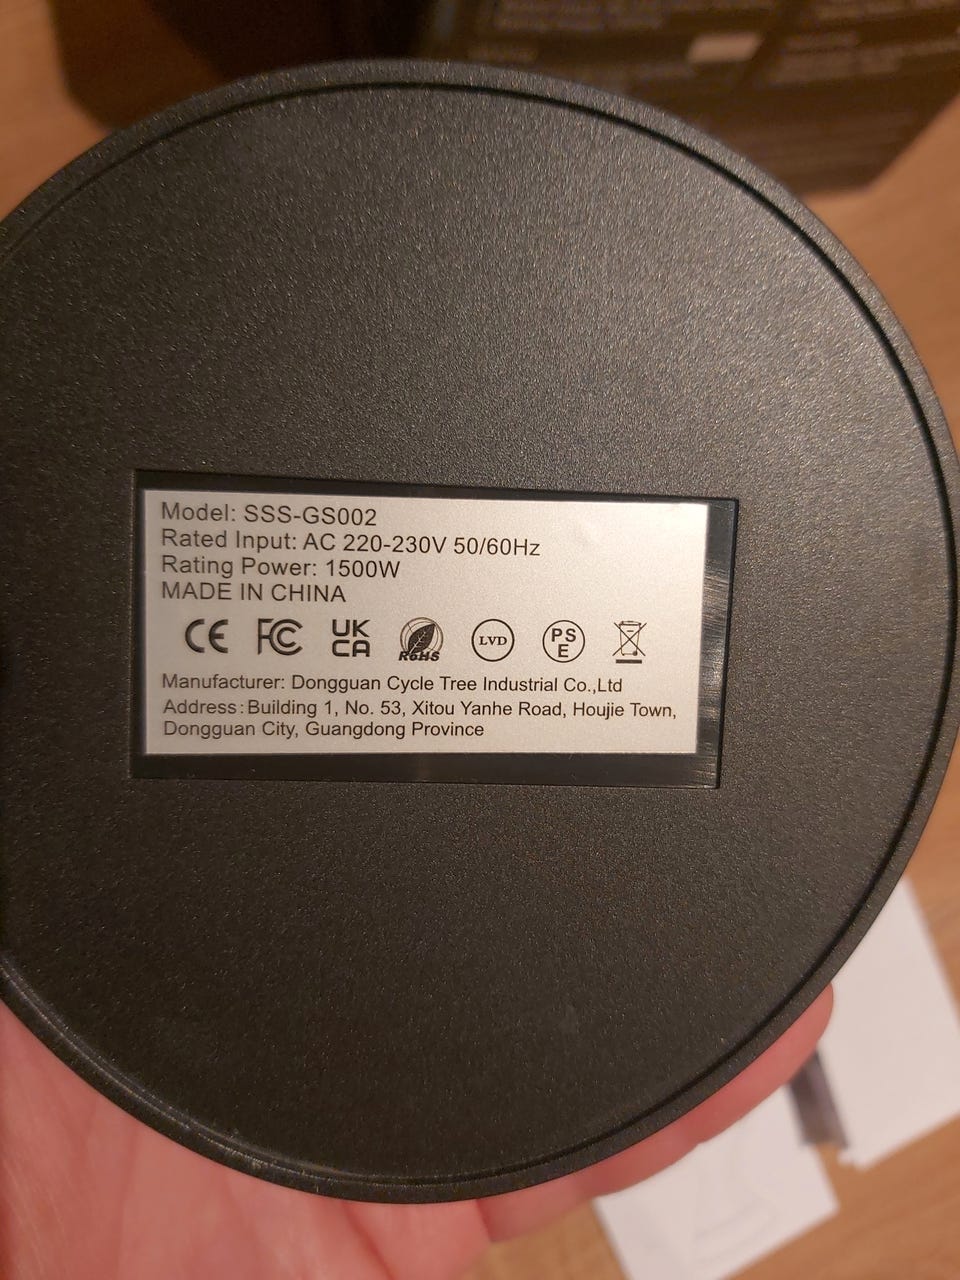 Model: SSS-GS002
Rated Input: AC 220-230V 50/60Hz
Rating Power: 1500W
MADE IN CHINA
CE FC UK CA RoHS LVD PS E
Manufacturer: Dongguan Cycle Tree Industrial Co.,Ltd
Address: Building 1, No. 53, Xitou Yanhe Road, Houjie Town,
Dongguan City, Guangdong Province